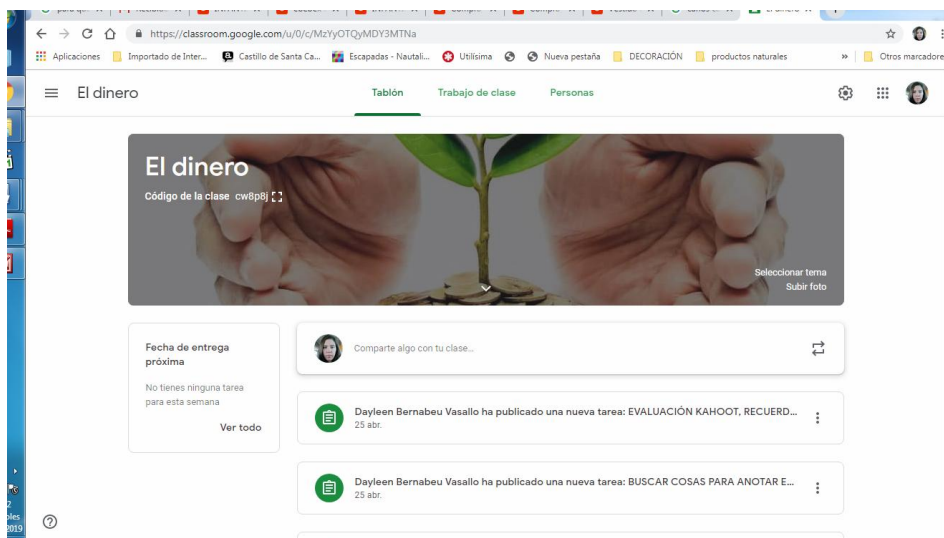 https://classroom.google.com/u/0/c/MzYyOTQyMDY3MTNa
Aplicaciones
Importado de Inter...
Castillo de Santa Ca...
Escapadas - Nautali...
Utilísima
Nueva pestaña
DECORACIÓN
productos naturales
»
Otros marcadore
El dinero
Tablón
Trabajo de clase
Personas
El dinero
Código de la clase cw8p8j
Seleccionar tema
Subir foto
Fecha de entrega
próxima
No tienes ninguna tarea
para esta semana
Ver todo
Comparte algo con tu clase...
Dayleen Bernabeu Vasallo ha publicado una nueva tarea: EVALUACIÓN KAHOOT, RECUERD...
25 abr.
Dayleen Bernabeu Vasallo ha publicado una nueva tarea: BUSCAR COSAS PARA ANOTAR E...
25 abr.
2019